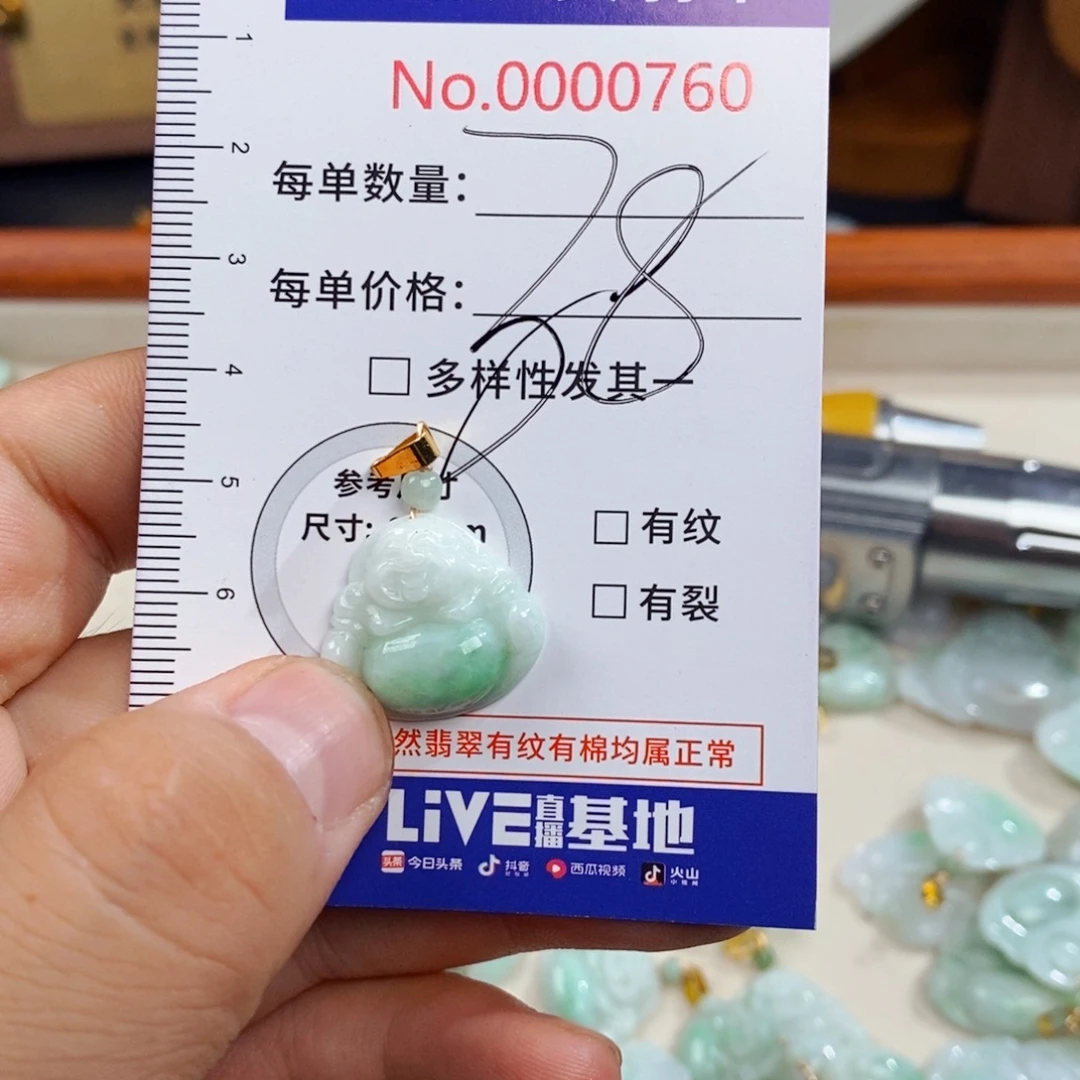 1
No.0000760
2
每单数量:
78
3
每单价格:
4
□ 多样性发其一
5
参考
尺寸:
□ 有纹
6
□ 有裂
然翡翠有纹有棉均属正常
LiVE直播基地
头条 今日头条 抖音 西瓜视频 火山